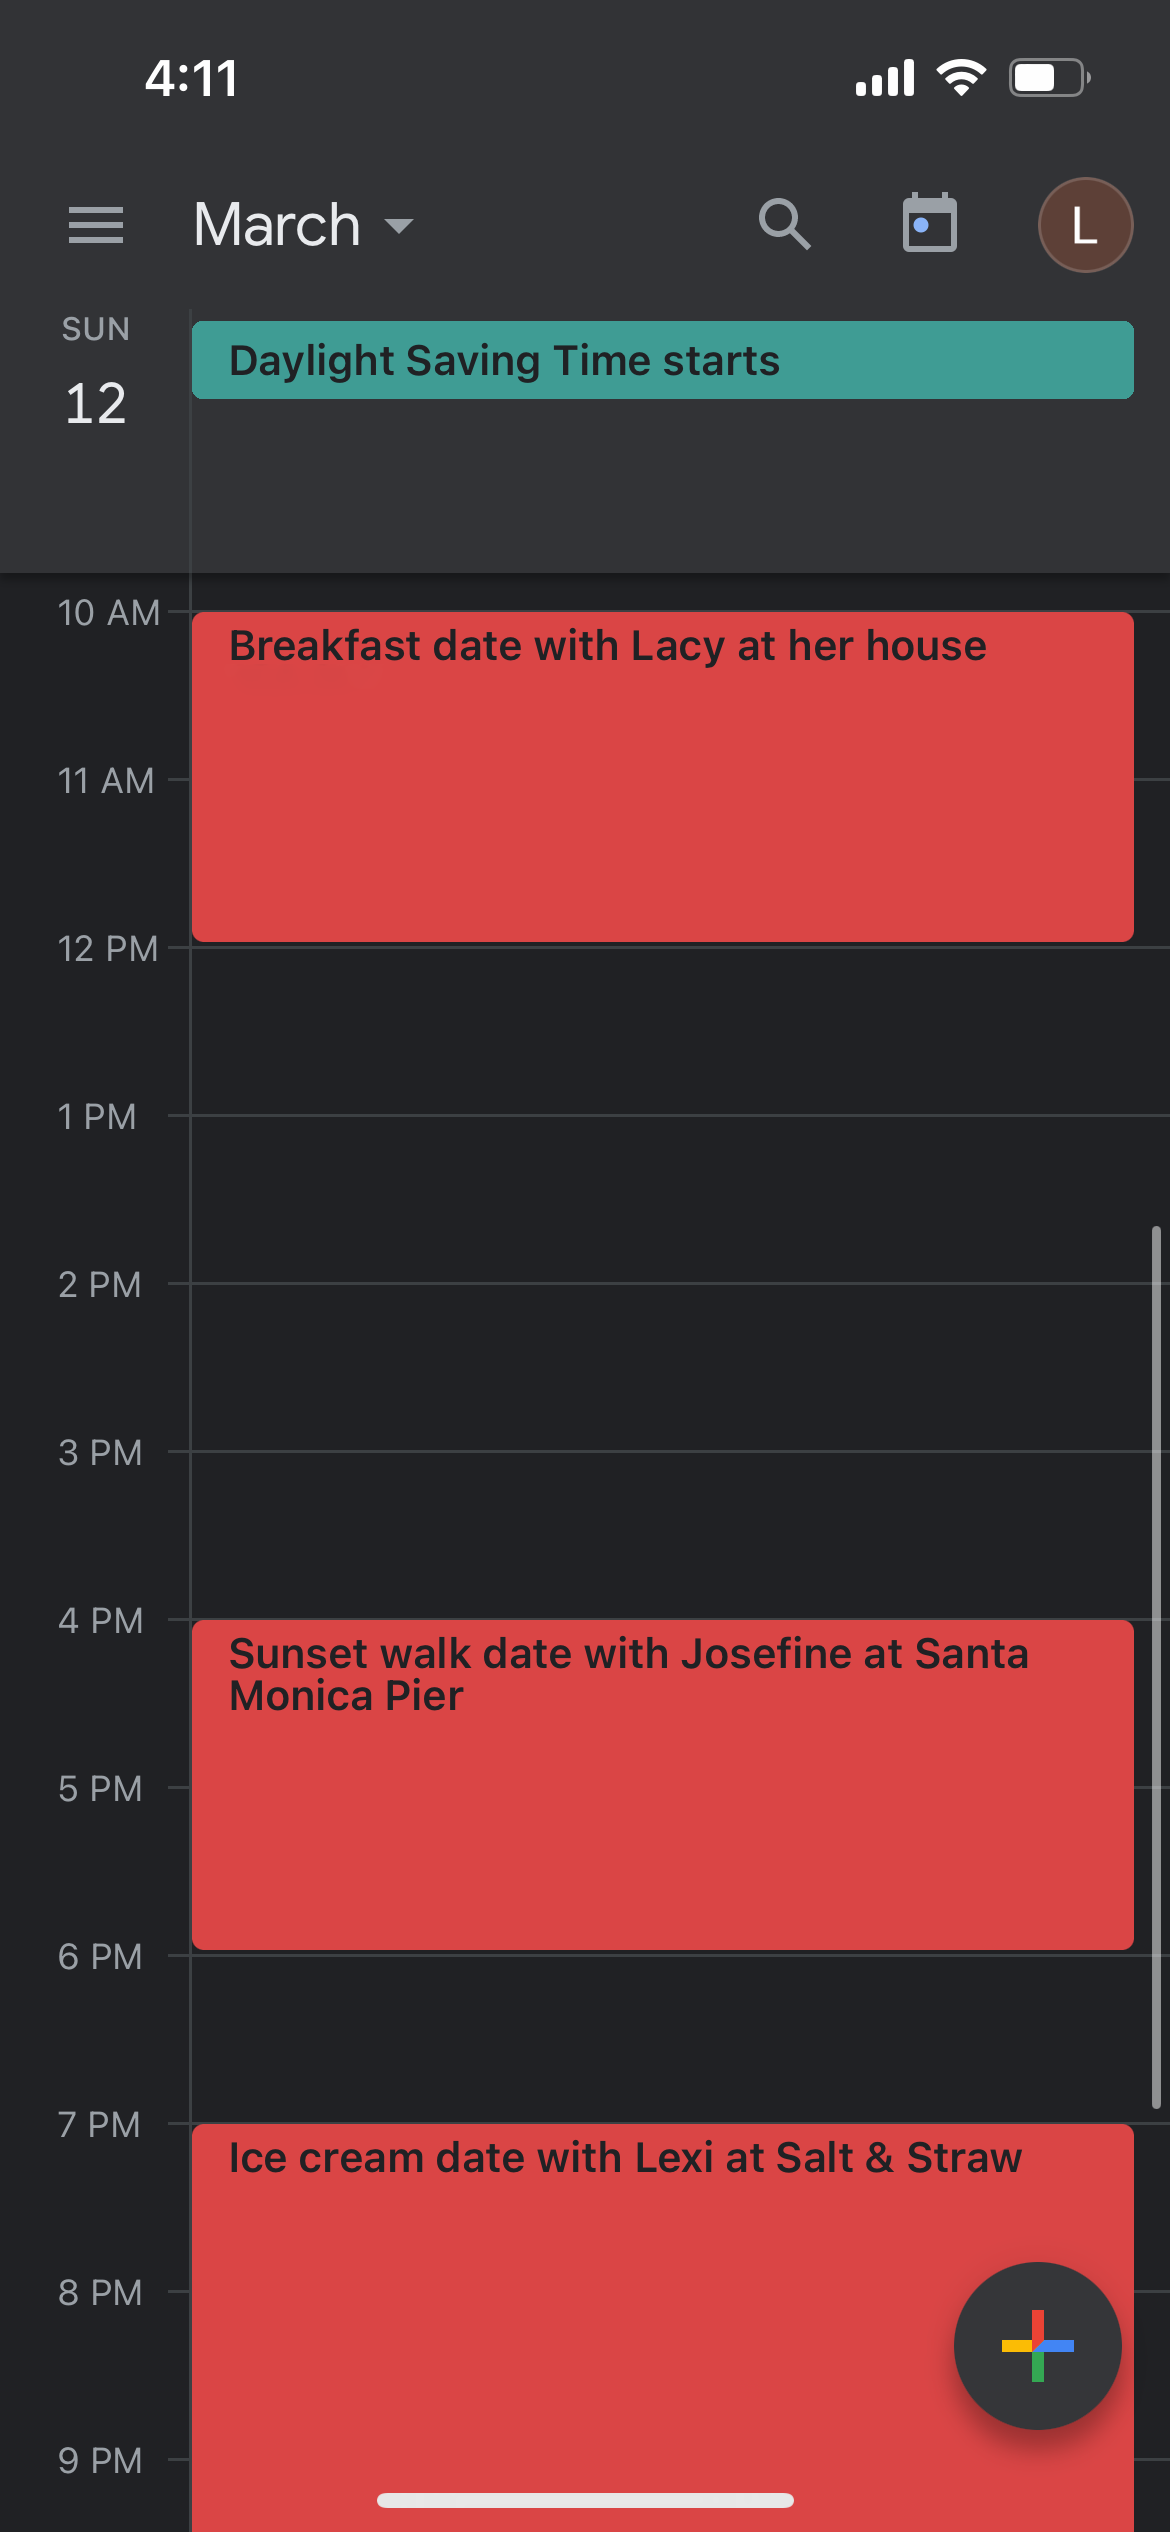 4:11
March
L
SUN
12
Daylight Saving Time starts
10 AM
Breakfast date with Lacy at her house
11 AM
12 PM
1 PM
2 PM
3 PM
4 PM
Sunset walk date with Josefine at Santa
Monica Pier
5 PM
6 PM
7 PM
Ice cream date with Lexi at Salt & Straw
8 PM
9 PM